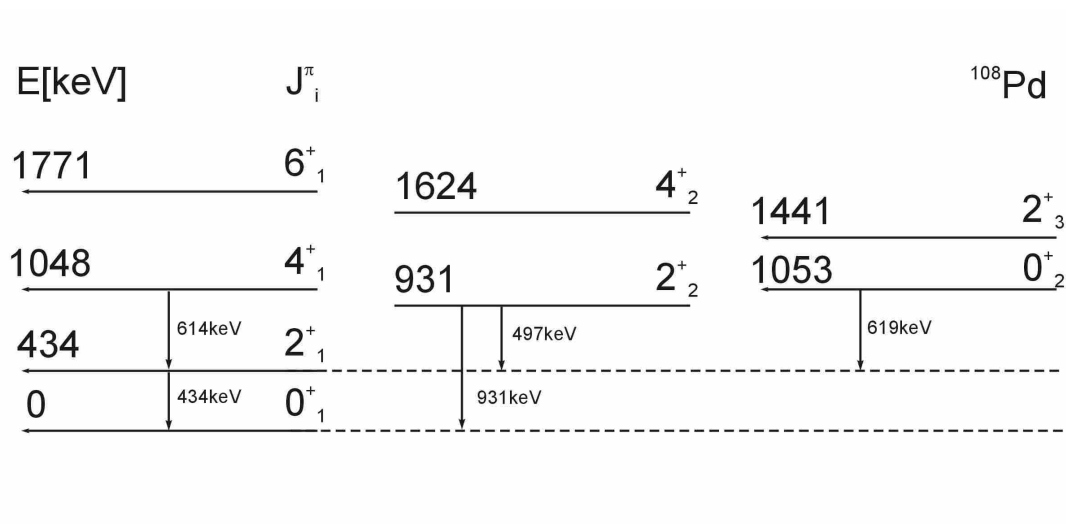 E[keV] J^π_i ^108Pd
1771 6^+_1
1624 4^+_2
1441 2^+_3
1048 4^+_1
931 2^+_2
1053 0^+_2
614keV
497keV
619keV
434 2^+_1
434keV
931keV
0 0^+_1